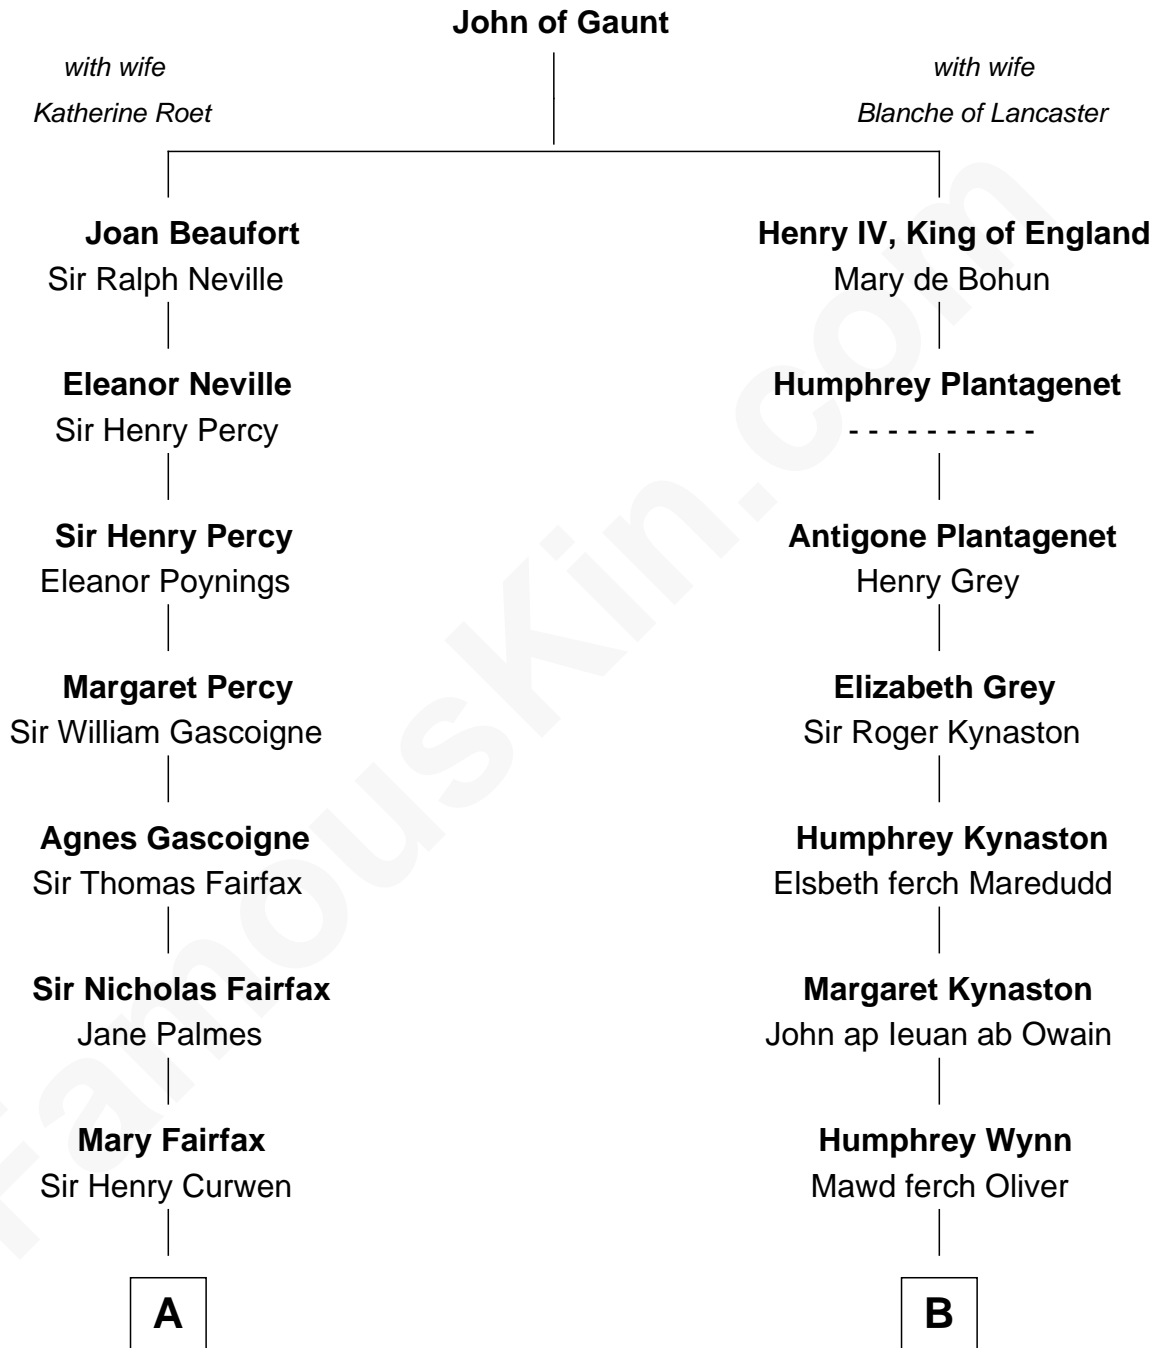 John of Gaunt
with wife
Katherine Roet
with wife
Blanche of Lancaster
Joan Beaufort
Sir Ralph Neville
Henry IV, King of England
Mary de Bohun
Eleanor Neville
Sir Henry Percy
Humphrey Plantagenet
- - - - - - - - - -
Sir Henry Percy
Eleanor Poynings
Antigone Plantagenet
Henry Grey
Margaret Percy
Sir William Gascoigne
Elizabeth Grey
Sir Roger Kynaston
Agnes Gascoigne
Sir Thomas Fairfax
Humphrey Kynaston
Elsbeth ferch Maredudd
Sir Nicholas Fairfax
Jane Palmes
Margaret Kynaston
John ap Ieuan ab Owain
Mary Fairfax
Sir Henry Curwen
Humphrey Wynn
Mawd ferch Oliver
A
B
FamousKin.com